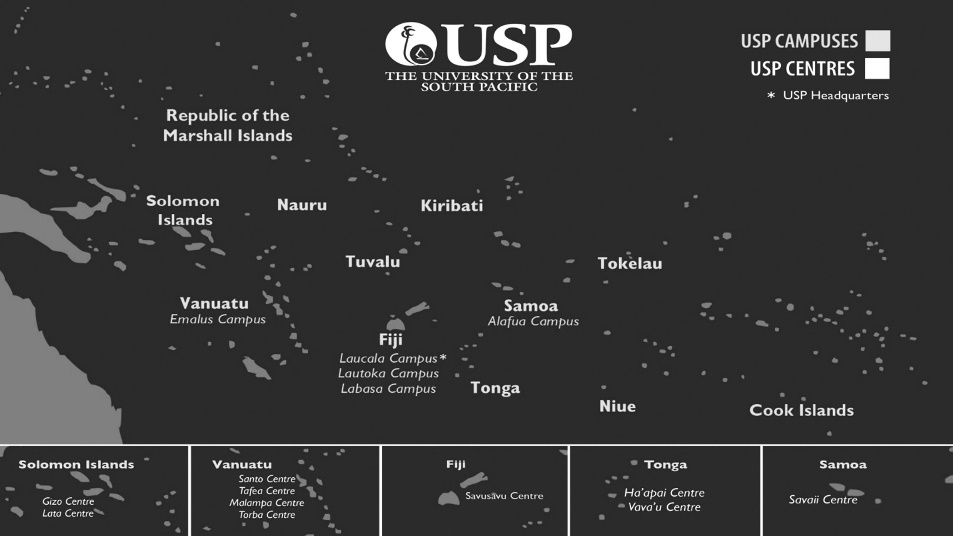 USP
THE UNIVERSITY OF THE
SOUTH PACIFIC
USP CAMPUSES
USP CENTRES
* USP Headquarters
Republic of the
Marshall Islands
Solomon
Islands
Nauru
Kiribati
Tuvalu
Tokelau
Vanuatu
Emalus Campus
Samoa
Alafua Campus
Fiji
Laucala Campus*
Lautoka Campus
Labasa Campus
Tonga
Niue
Cook Islands
Solomon Islands
Gizo Centre
Lata Centre
Vanuatu
Santo Centre
Tafea Centre
Malampa Centre
Torba Centre
Fiji
Savusavu Centre
Tonga
Ha'apai Centre
Vava'u Centre
Samoa
Savaii Centre